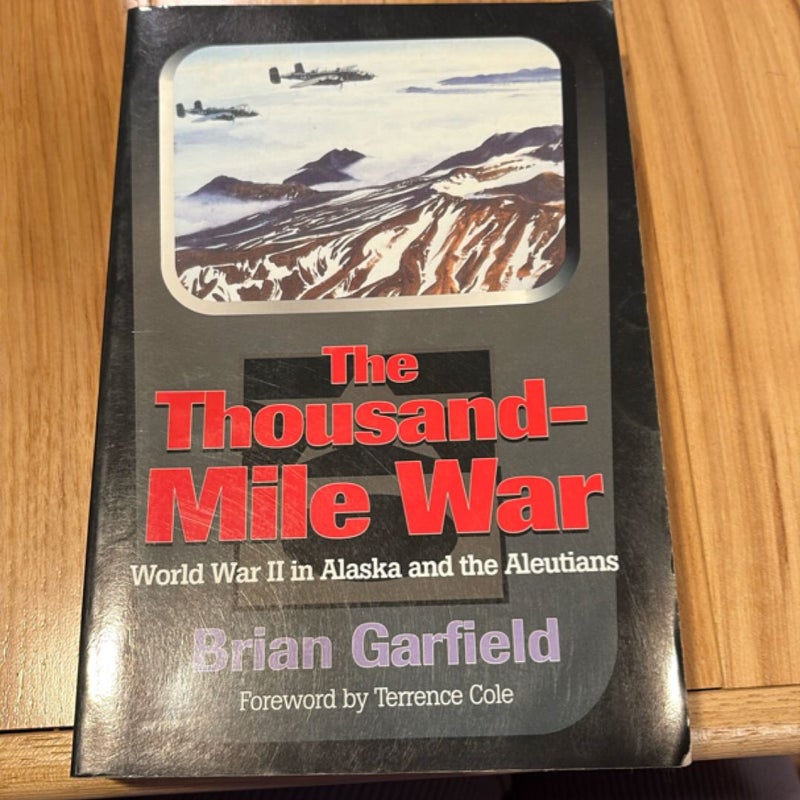 The
Thousand-
Mile War
World War II in Alaska and the Aleutians
Brian Garfield
Foreword by Terrence Cole